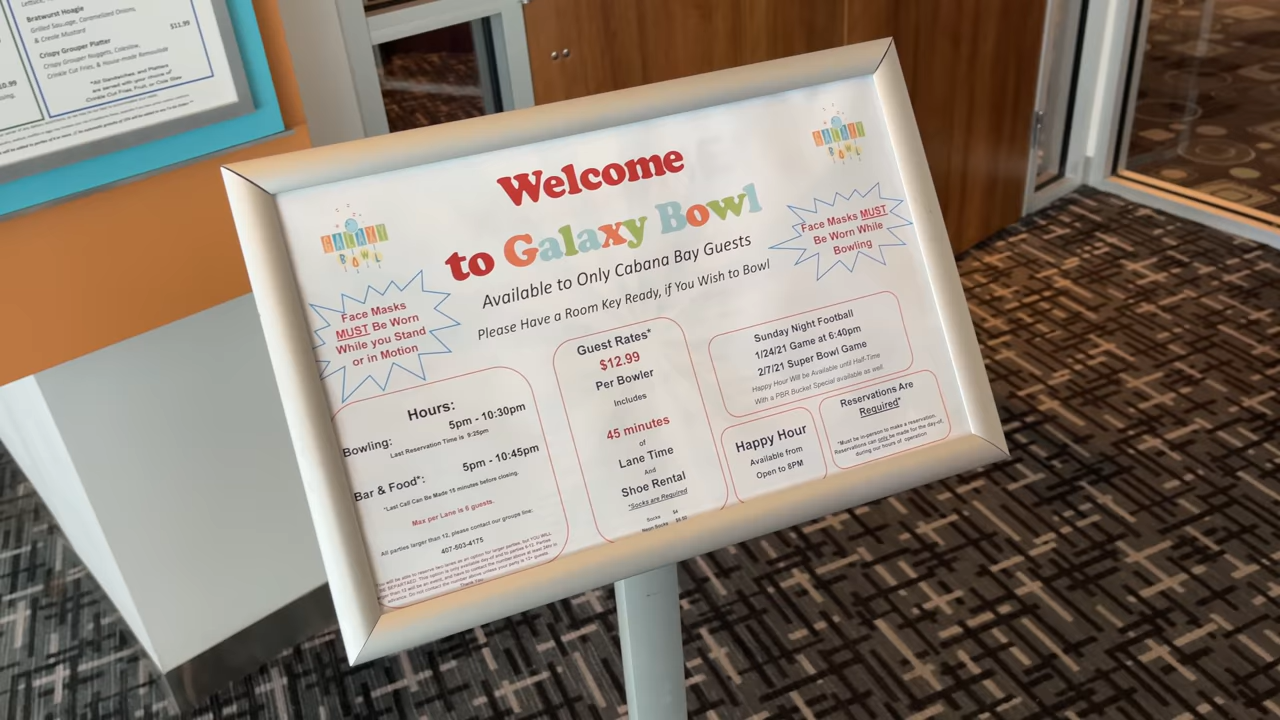 Bratwurst Hoagie
Grilled Sausage, Caramelized Onions,
& Creole Mustard
$11.99
Crispy Grouper Platter
Crispy Grouper Nuggets, Coleslaw,
Crinkle Cut Fries, & House-made Remoulade
*All Sandwiches and Platters
are served with your choice of
Crinkle Cut Fries, Fruit, or Cole Slaw
GALAXY
BOWL
GALAXY
BOWL
Welcome
to Galaxy Bowl
Available to Only Cabana Bay Guests
Please Have a Room Key Ready, if You Wish to Bowl
Face Masks
MUST Be Worn
While you Stand
or in Motion
Face Masks MUST
Be Worn While
Bowling
Hours:
Bowling:
5pm - 10:30pm
Last Reservation Time is 9:25pm
Bar & Food*:
5pm - 10:45pm
*Last Call Can Be Made 15 minutes before closing.
Max per Lane is 6 guests.
All parties larger than 12, please contact our groups line.
407-503-4175
Guest Rates*
$12.99
Per Bowler
Includes
45 minutes
of
Lane Time
And
Shoe Rental
*Socks are Required
Socks $4
Neon Socks
Sunday Night Football
1/24/21 Game at 6:40pm
2/7/21 Super Bowl Game
Happy Hour Will be Available until Half-Time
With a PBR Bucket Special available as well.
Happy Hour
Available from
Open to 8PM
Reservations Are
Required*
*Must be in-person to make a reservation.
Reservations can only be made for the day-of,
during our hours of operation